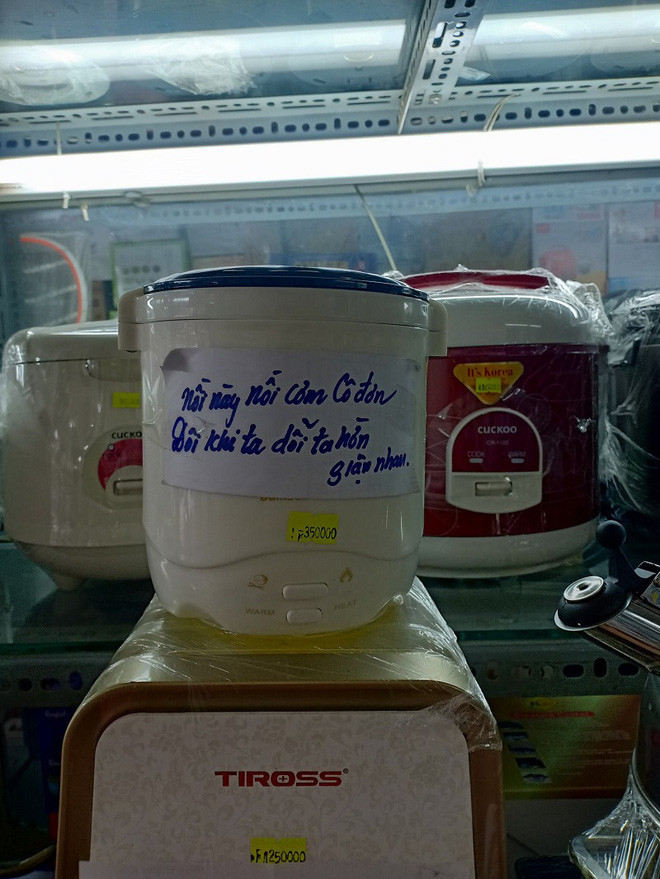 Nồi này nồi cơm Cô đơn
Đôi khi ta dỗi ta hờn
giận nhau.
350000
WARM
HEAT
CUCKOO
It's Korea
CUCKOO
COOK
WARM
TIROSS
1250000